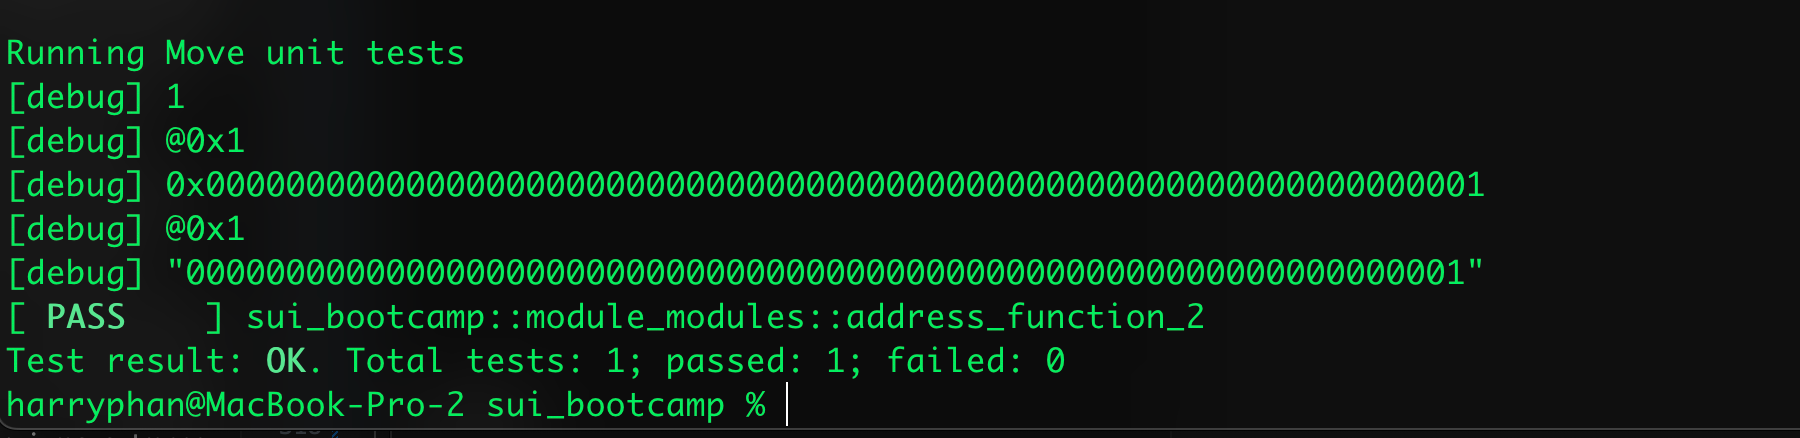 Running Move unit tests
[debug] 1
[debug] @0x1
[debug] 0x0000000000000000000000000000000000000000000000000000000000000001
[debug] @0x1
[debug] "0000000000000000000000000000000000000000000000000000000000000001"
[ PASS    ] sui_bootcamp::module_modules::address_function_2
Test result: OK. Total tests: 1; passed: 1; failed: 0
harryphan@MacBook-Pro-2 sui_bootcamp %